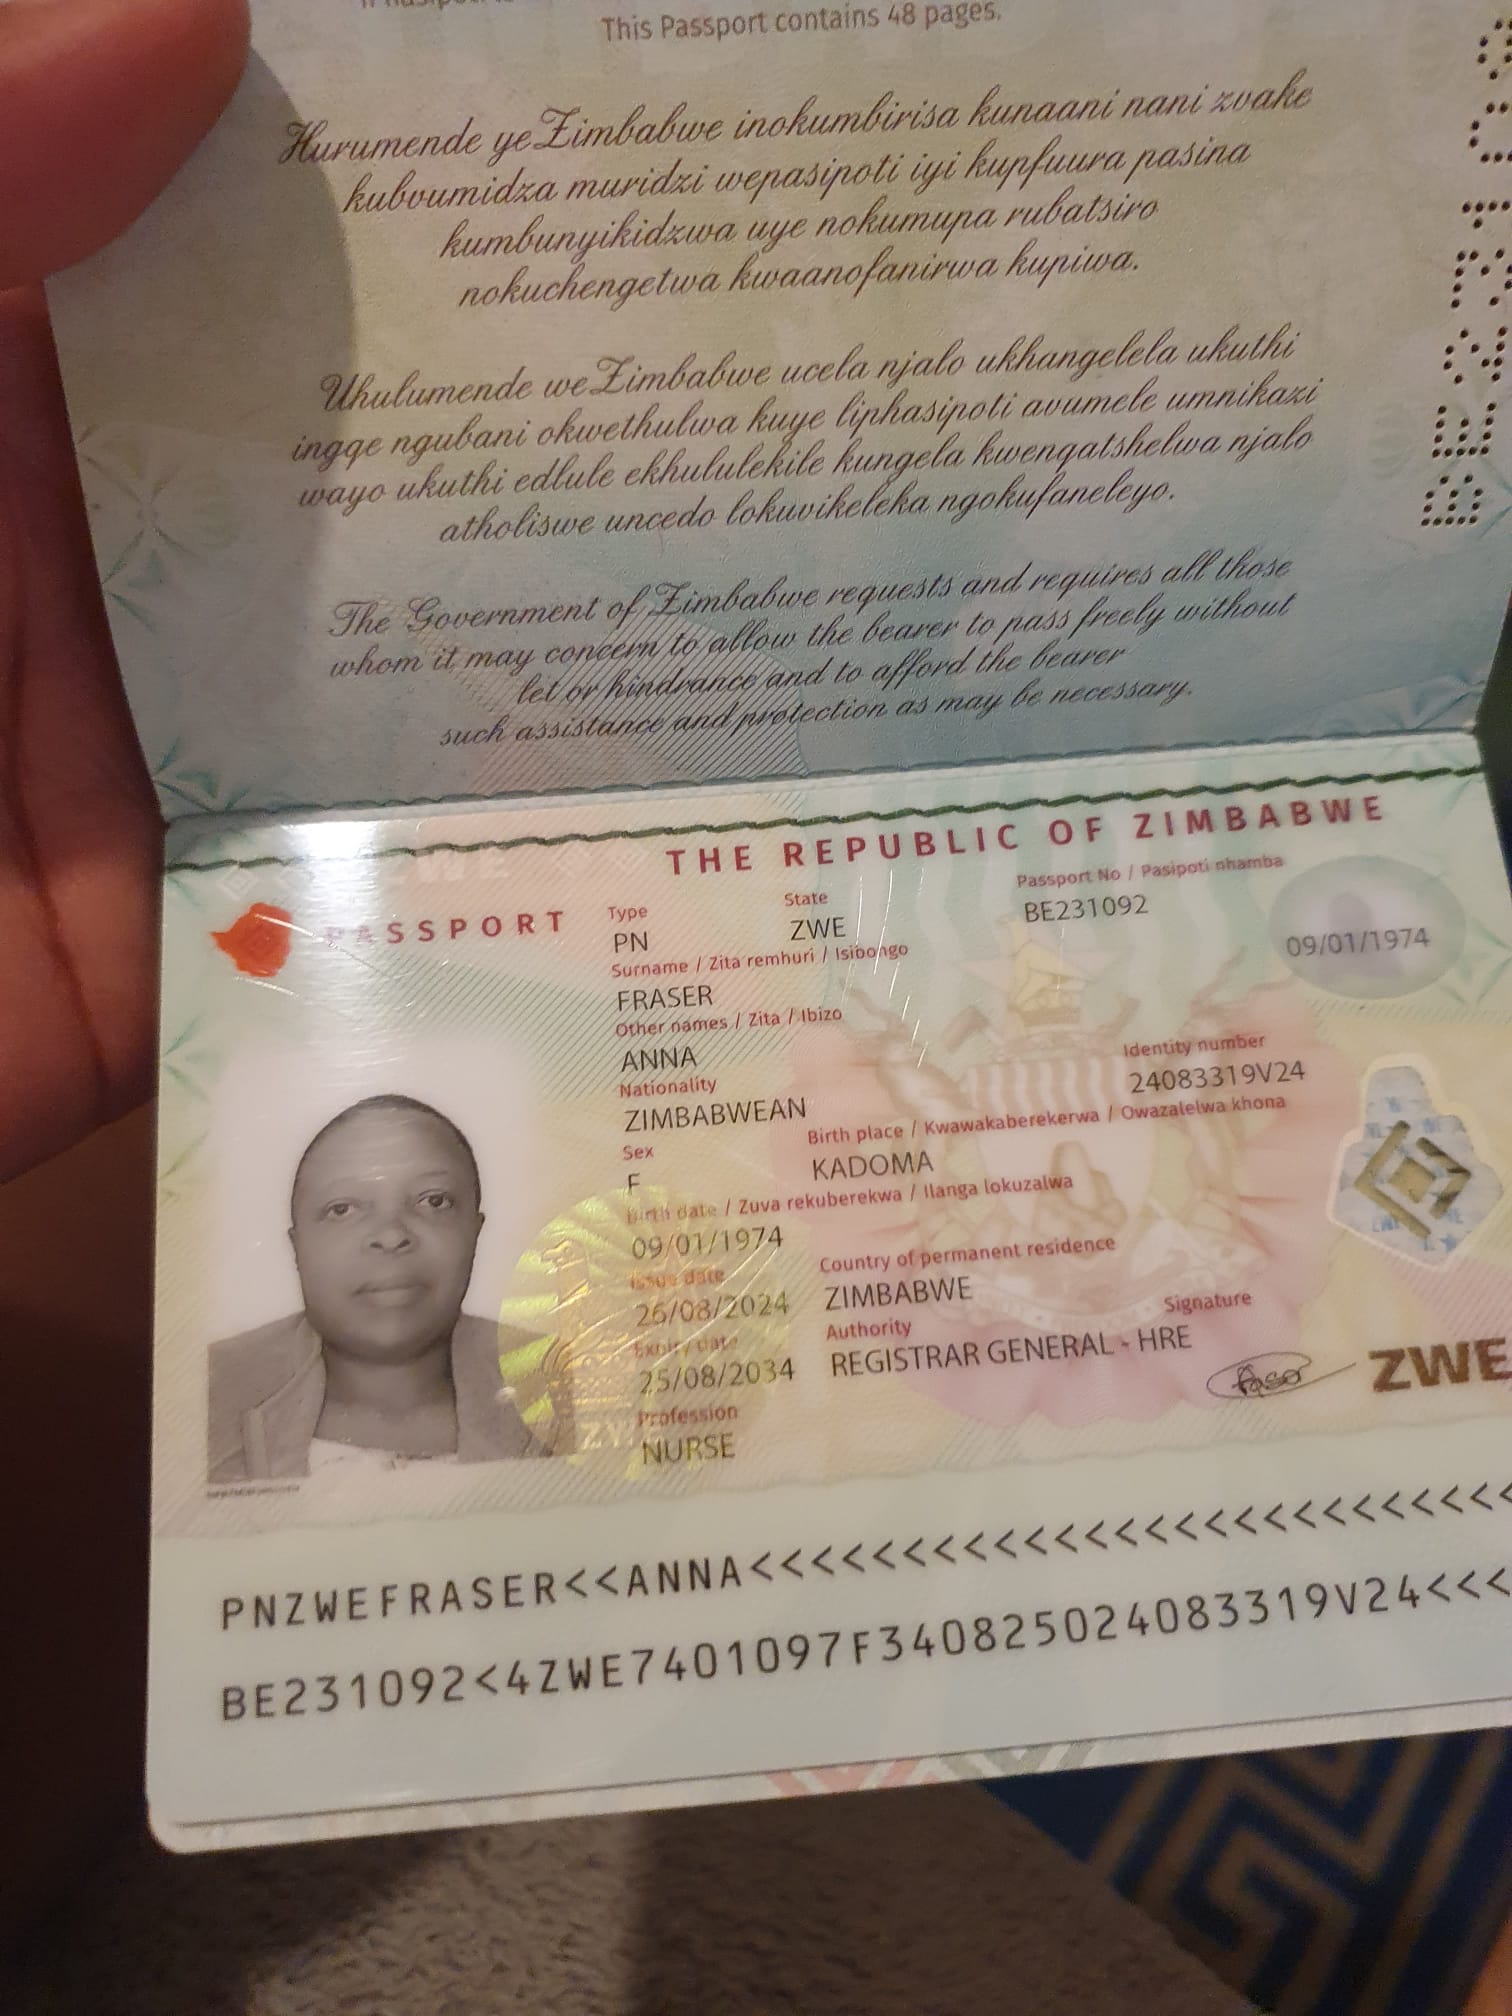 This Passport contains 48 pages.
Hurumende yeZimbabwe inokumbirisa kunaani nani zvake
kubvumidza muridzi wepasipoti iyi kupfuura pasina
kumbunyikidzwa uye nokumupa rubatsiro
nokuchengetwa kwaanofanirwa kupiwa.
Uhulumende weZimbabwe ucela njalo ukhangelela ukuthi
ingqe ngubani okwethulwa kuye liphasipoti avumele umnikazi
wayo ukuthi edlule ekhululekile kungela kwenqatshelwa njalo
atholiswe uncedo lokuvikeleka ngokufaneleyo.
The Government of Zimbabwe requests and requires all those
whom it may concern to allow the bearer to pass freely without
let or hindrance and to afford the bearer
such assistance and protection as may be necessary.
THE REPUBLIC OF ZIMBABWE
PASSPORT
Type
State
Passport No / Pasipoti nhamba
PN
ZWE
BE231092
09/01/1974
Surname / Zita remhuri / Isibongo
FRASER
Other names / Zita / Ibizo
ANNA
Identity number
24083319V24
Nationality
ZIMBABWEAN
Sex
Birth place / Kwawakaberekerwa / Owazalelwa khona
F
KADOMA
Birth date / Zuva rekuberekwa / Ilanga lokuzalwa
09/01/1974
Issue date
Country of permanent residence
26/08/2024
ZIMBABWE
Expiry date
Authority
Signature
25/08/2034
REGISTRAR GENERAL - HRE
ZWE
Profession
NURSE
PNZWEFRASER<<ANNA<<<<<<<<<<<<<<<<<<<<<<<<<
BE231092<4ZWE7401097F34082502408​3319V24<<<